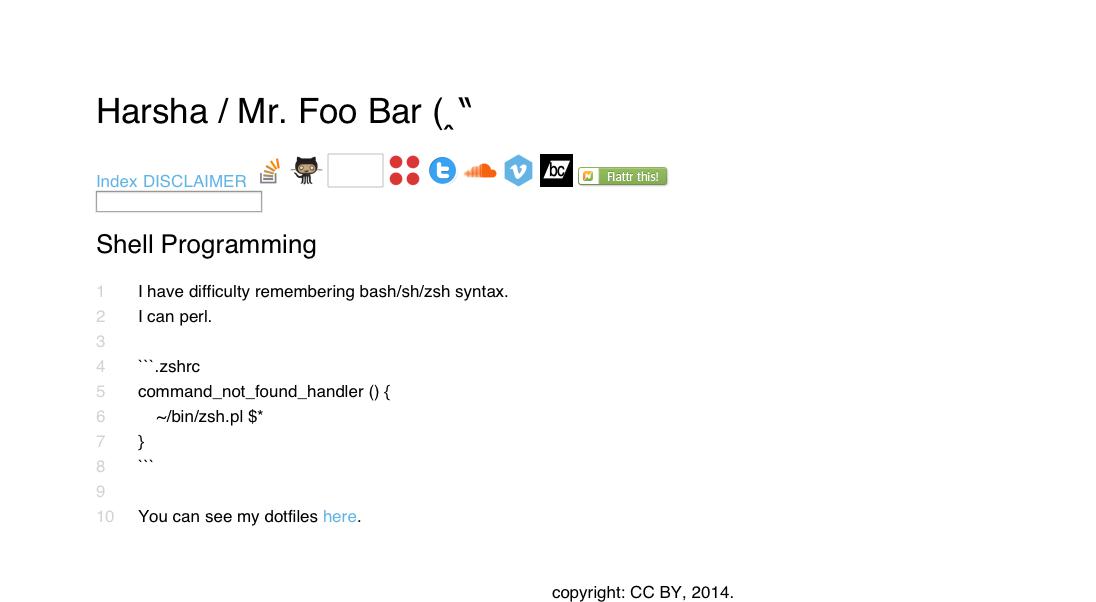 Harsha / Mr. Foo Bar (‸‟
Index DISCLAIMER bc Flattr this!
Shell Programming
1 I have difficulty remembering bash/sh/zsh syntax.
2 I can perl.
3
4 ```.zshrc
5 command_not_found_handler () {
6 ~/bin/zsh.pl $*
7 }
8 ```
9
10 You can see my dotfiles here.
copyright: CC BY, 2014.